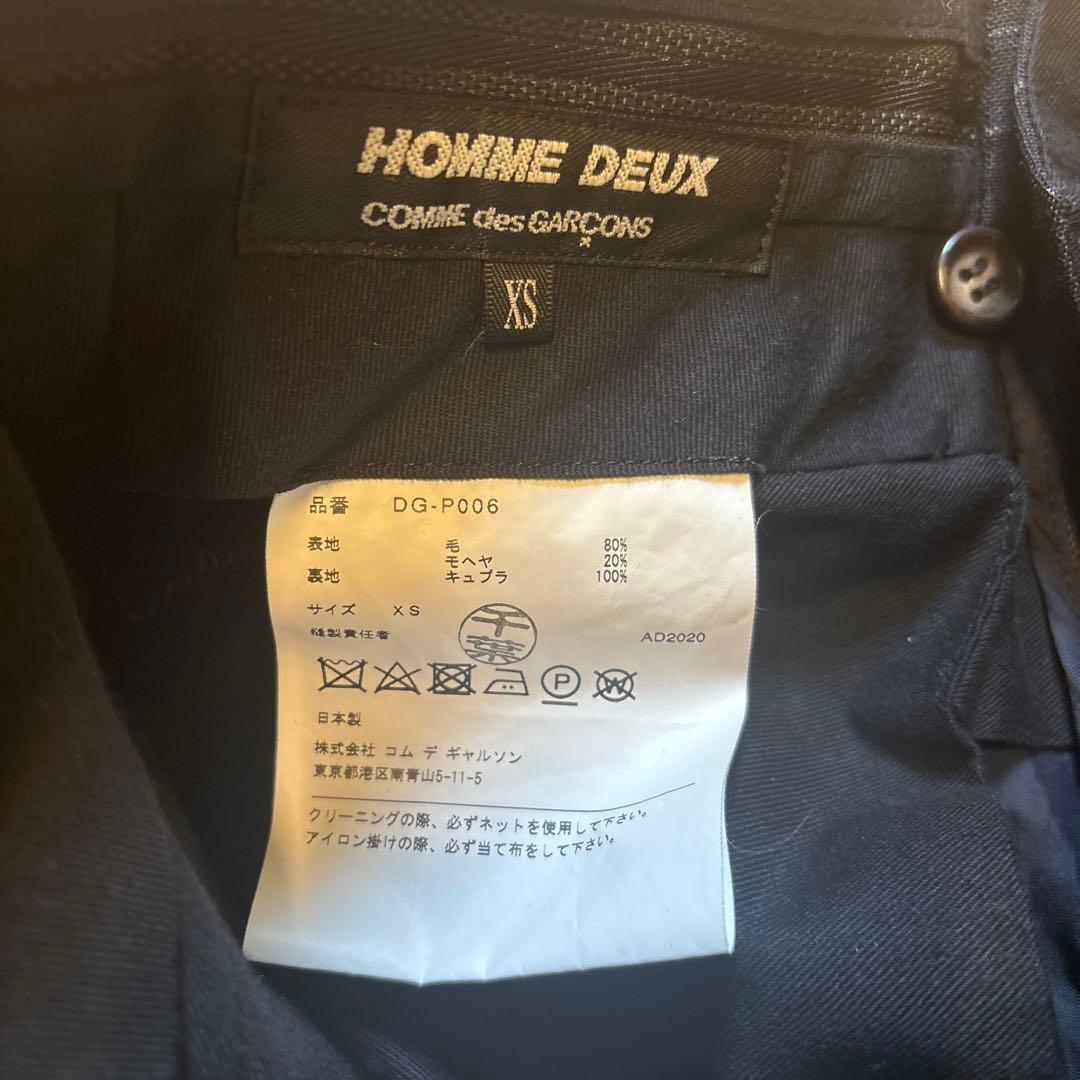 HOMME DEUX
COMME des GARÇONS
XS
品番 DG-P006
表地 毛 80%
モヘヤ 20%
裏地 キュプラ 100%
サイズ XS
縫製責任者 千葉 AD2020
P
W
日本製
株式会社 コム デ ギャルソン
東京都港区南青山5-11-5
クリーニングの際、必ずネットを使用して下さい。
アイロン掛けの際、必ず当て布をして下さい。